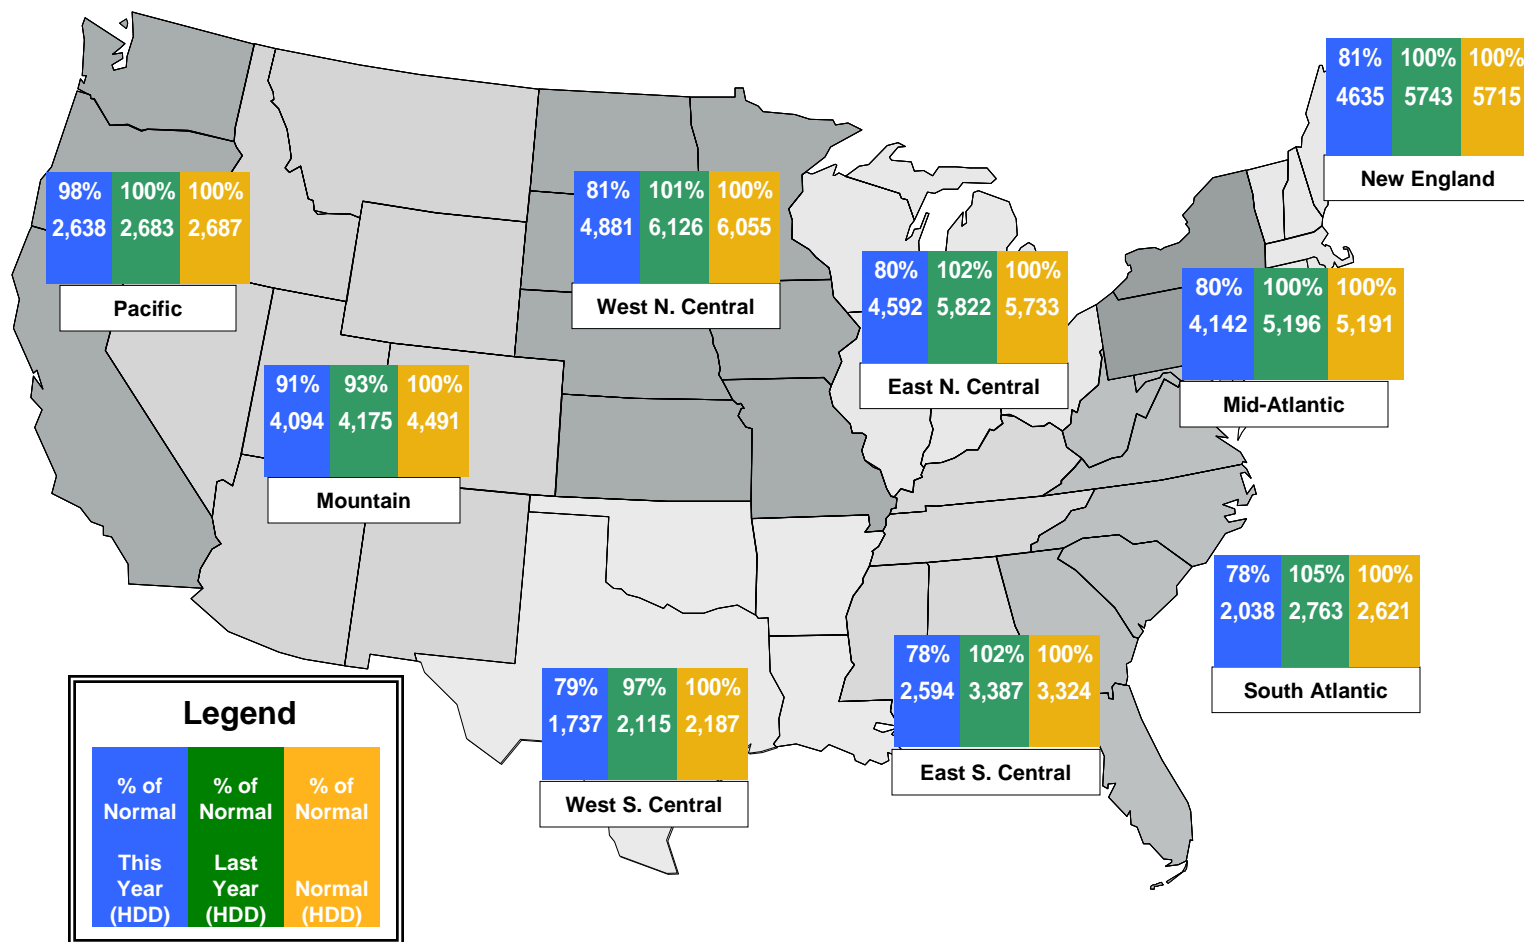 81% 100% 100%
4635 5743 5715
New England
98% 100% 100%
2,638 2,683 2,687
Pacific
81% 101% 100%
4,881 6,126 6,055
West N. Central
80% 102% 100%
4,592 5,822 5,733
East N. Central
80% 100% 100%
4,142 5,196 5,191
Mid-Atlantic
91% 93% 100%
4,094 4,175 4,491
Mountain
78% 105% 100%
2,038 2,763 2,621
South Atlantic
78% 102% 100%
2,594 3,387 3,324
East S. Central
79% 97% 100%
1,737 2,115 2,187
West S. Central
Legend
% of
Normal
This
Year
(HDD)
% of
Normal
Last
Year
(HDD)
% of
Normal
Normal
(HDD)